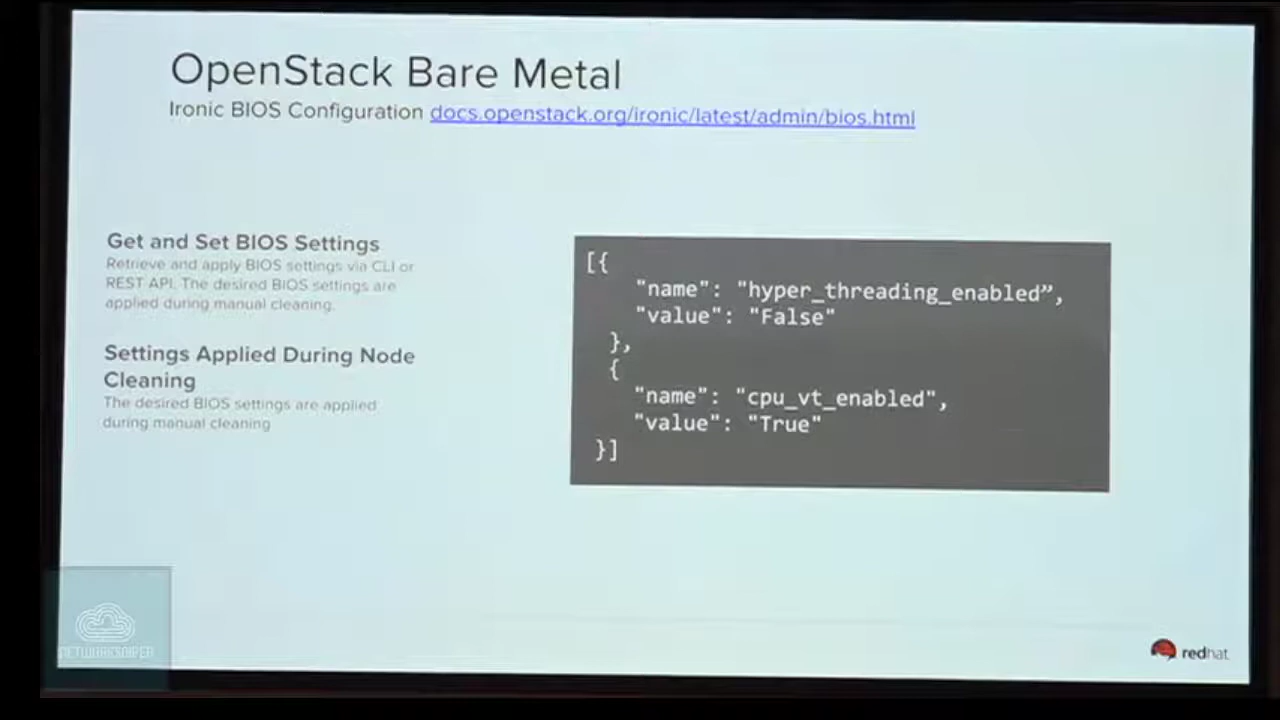 OpenStack Bare Metal
Ironic BIOS Configuration docs.openstack.org/ironic/latest/admin/bios.html
Get and Set BIOS Settings
Retrieve and apply BIOS settings via CLI or
REST API. The desired BIOS settings are
applied during manual cleaning.
Settings Applied During Node
Cleaning
The desired BIOS settings are applied
during manual cleaning
[{
"name": "hyper_threading_enabled”,
"value": "False"
},
{
"name": "cpu_vt_enabled",
"value": "True"
}]
redhat